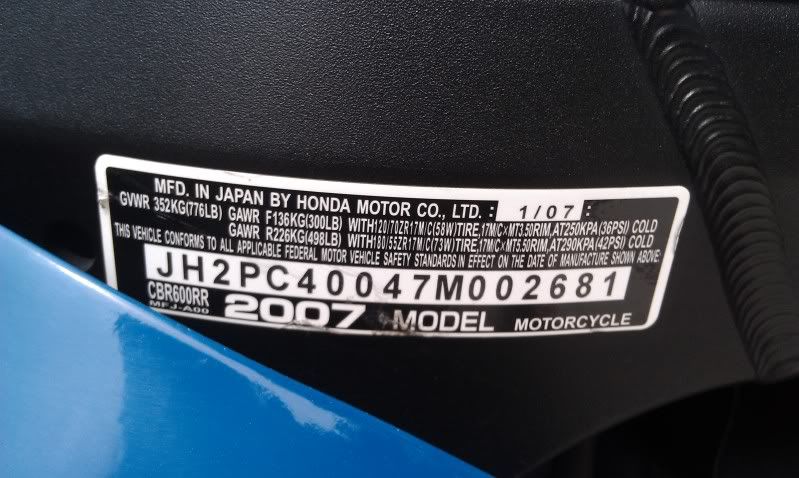 MFD. IN JAPAN BY HONDA MOTOR CO., LTD. : 1/07 :
GVWR 352KG(776LB) GAWR F136KG(300LB) WITH120/70ZR17M/C(58W)TIRE,17M/C×MT3.50RIM,AT250KPA(36PSI) COLD
GAWR R226KG(498LB)WITH180/55ZR17M/C(73W)TIRE,17M/C×MT5.50RIM,AT290KPA(42PSI) COLD
THIS VEHICLE CONFORMS TO ALL APPLICABLE FEDERAL MOTOR VEHICLE SAFETY STANDARDS IN EFFECT ON THE DATE OF MANUFACTURE SHOWN ABOVE.
JH2PC40047M002681
CBR600RR
MFJ-A00 2007 MODEL MOTORCYCLE